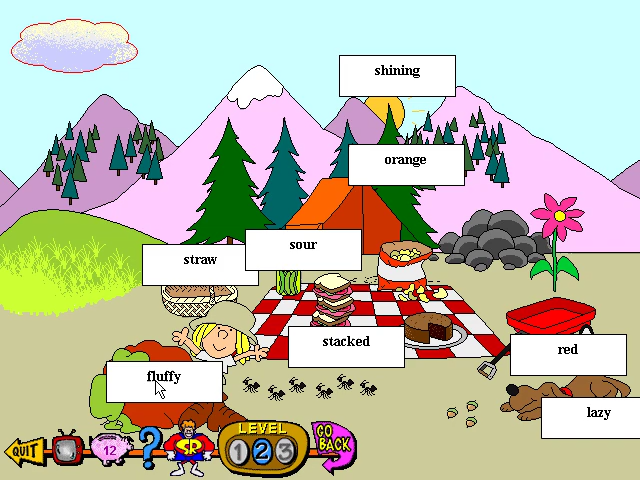 shining
orange
sour
straw
stacked
red
fluffy
lazy
QUIT
12
?
SR
LEVEL
1 2 3
GO
BACK